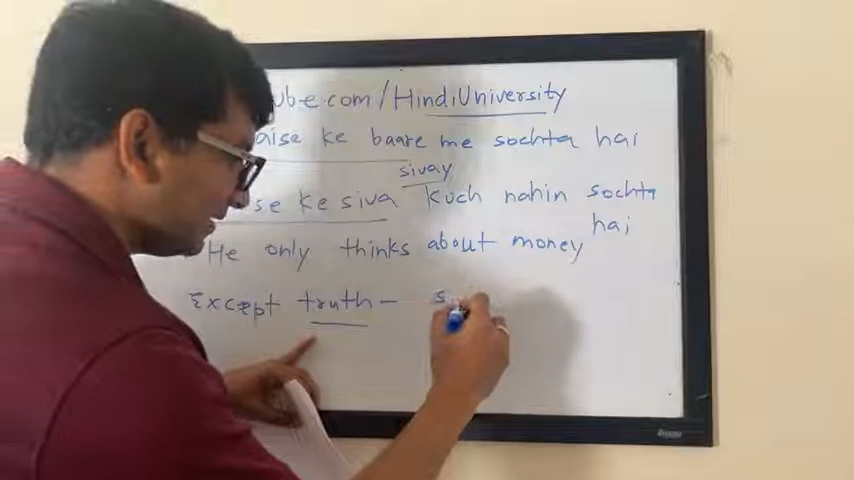 ube.com/HindiUniversity
aise ke baare me sochta hai
sivay
se ke siva kuch nahin sochta
hai
He only thinks about money
Except truth - s